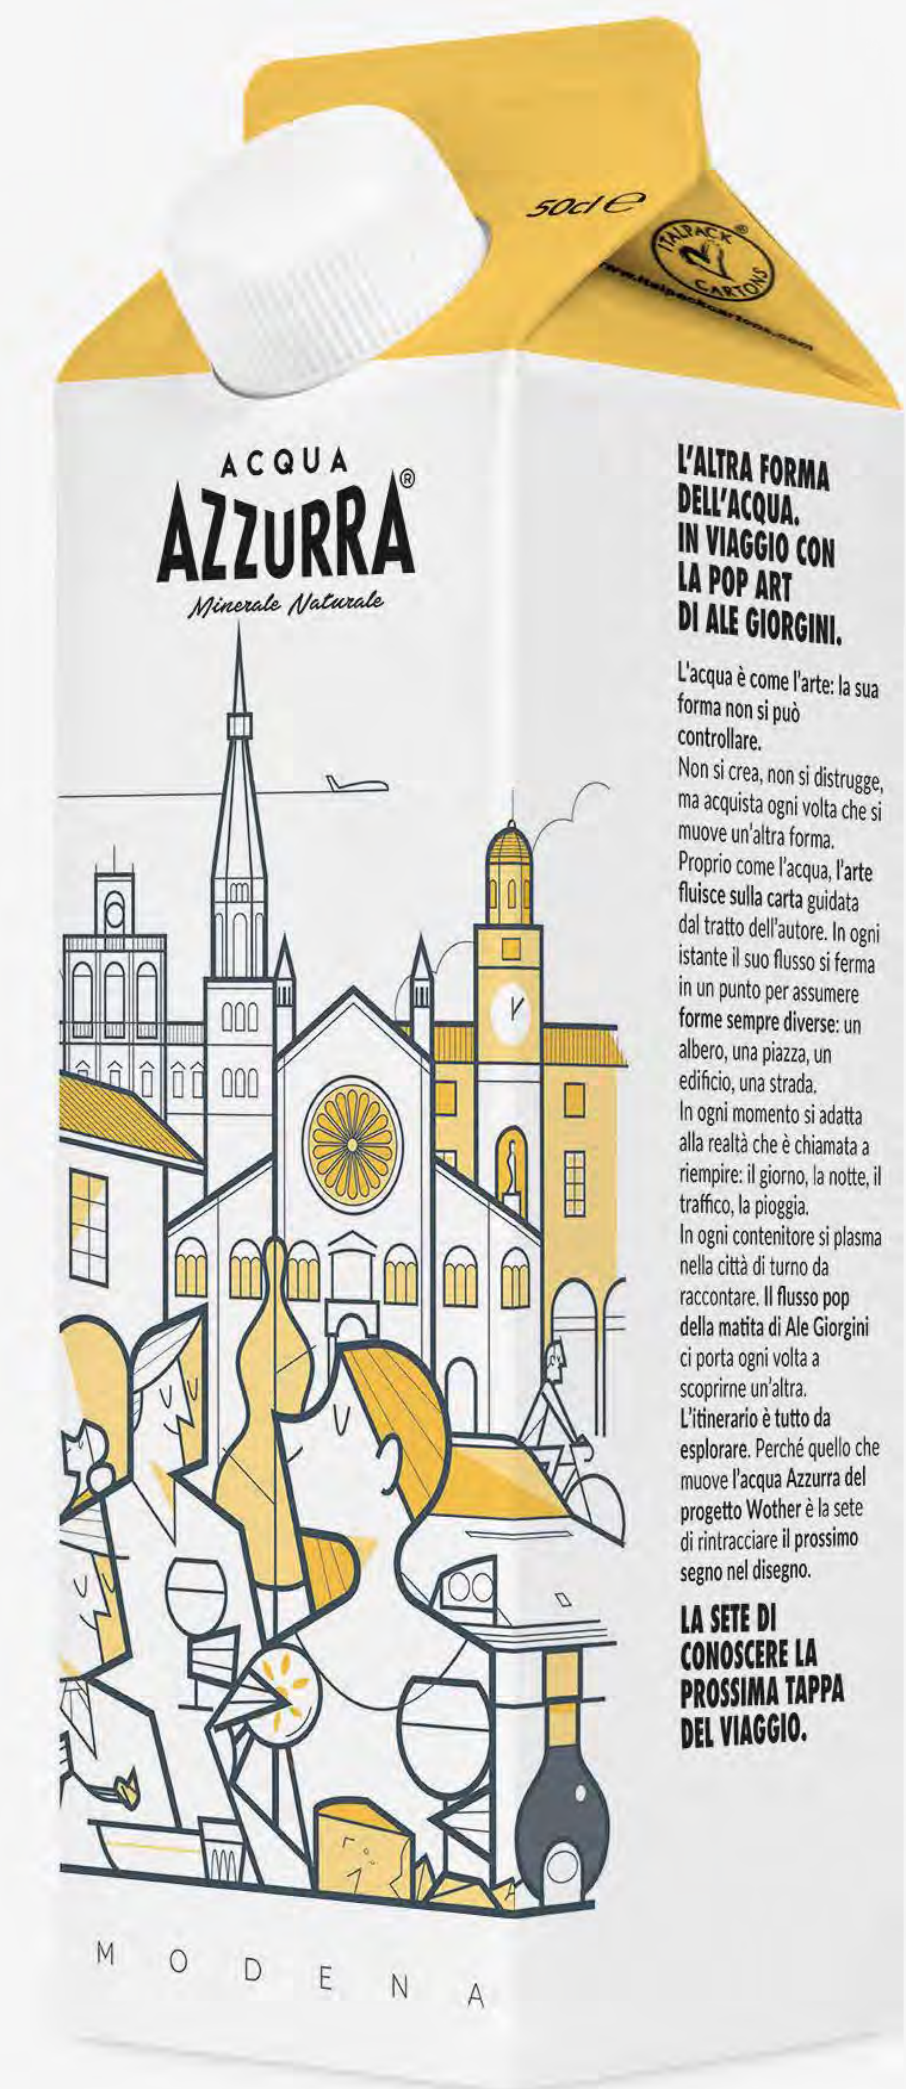 50cl e
ITALPACK®
CARTONS
www.italpackcartons.com
ACQUA
AZZURRA®
Minerale Naturale
MODENA
L'ALTRA FORMA
DELL'ACQUA.
IN VIAGGIO CON
LA POP ART
DI ALE GIORGINI.
L'acqua è come l'arte: la sua
forma non si può
controllare.
Non si crea, non si distrugge,
ma acquista ogni volta che si
muove un'altra forma.
Proprio come l'acqua, l'arte
fluisce sulla carta guidata
dal tratto dell'autore. In ogni
istante il suo flusso si ferma
in un punto per assumere
forme sempre diverse: un
albero, una piazza, un
edificio, una strada.
In ogni momento si adatta
alla realtà che è chiamata a
riempire: il giorno, la notte, il
traffico, la pioggia.
In ogni contenitore si plasma
nella città di turno da
raccontare. Il flusso pop
della matita di Ale Giorgini
ci porta ogni volta a
scoprirne un'altra.
L'itinerario è tutto da
esplorare. Perché quello che
muove l'acqua Azzurra del
progetto Wother è la sete
di rintracciare il prossimo
segno nel disegno.
LA SETE DI
CONOSCERE LA
PROSSIMA TAPPA
DEL VIAGGIO.